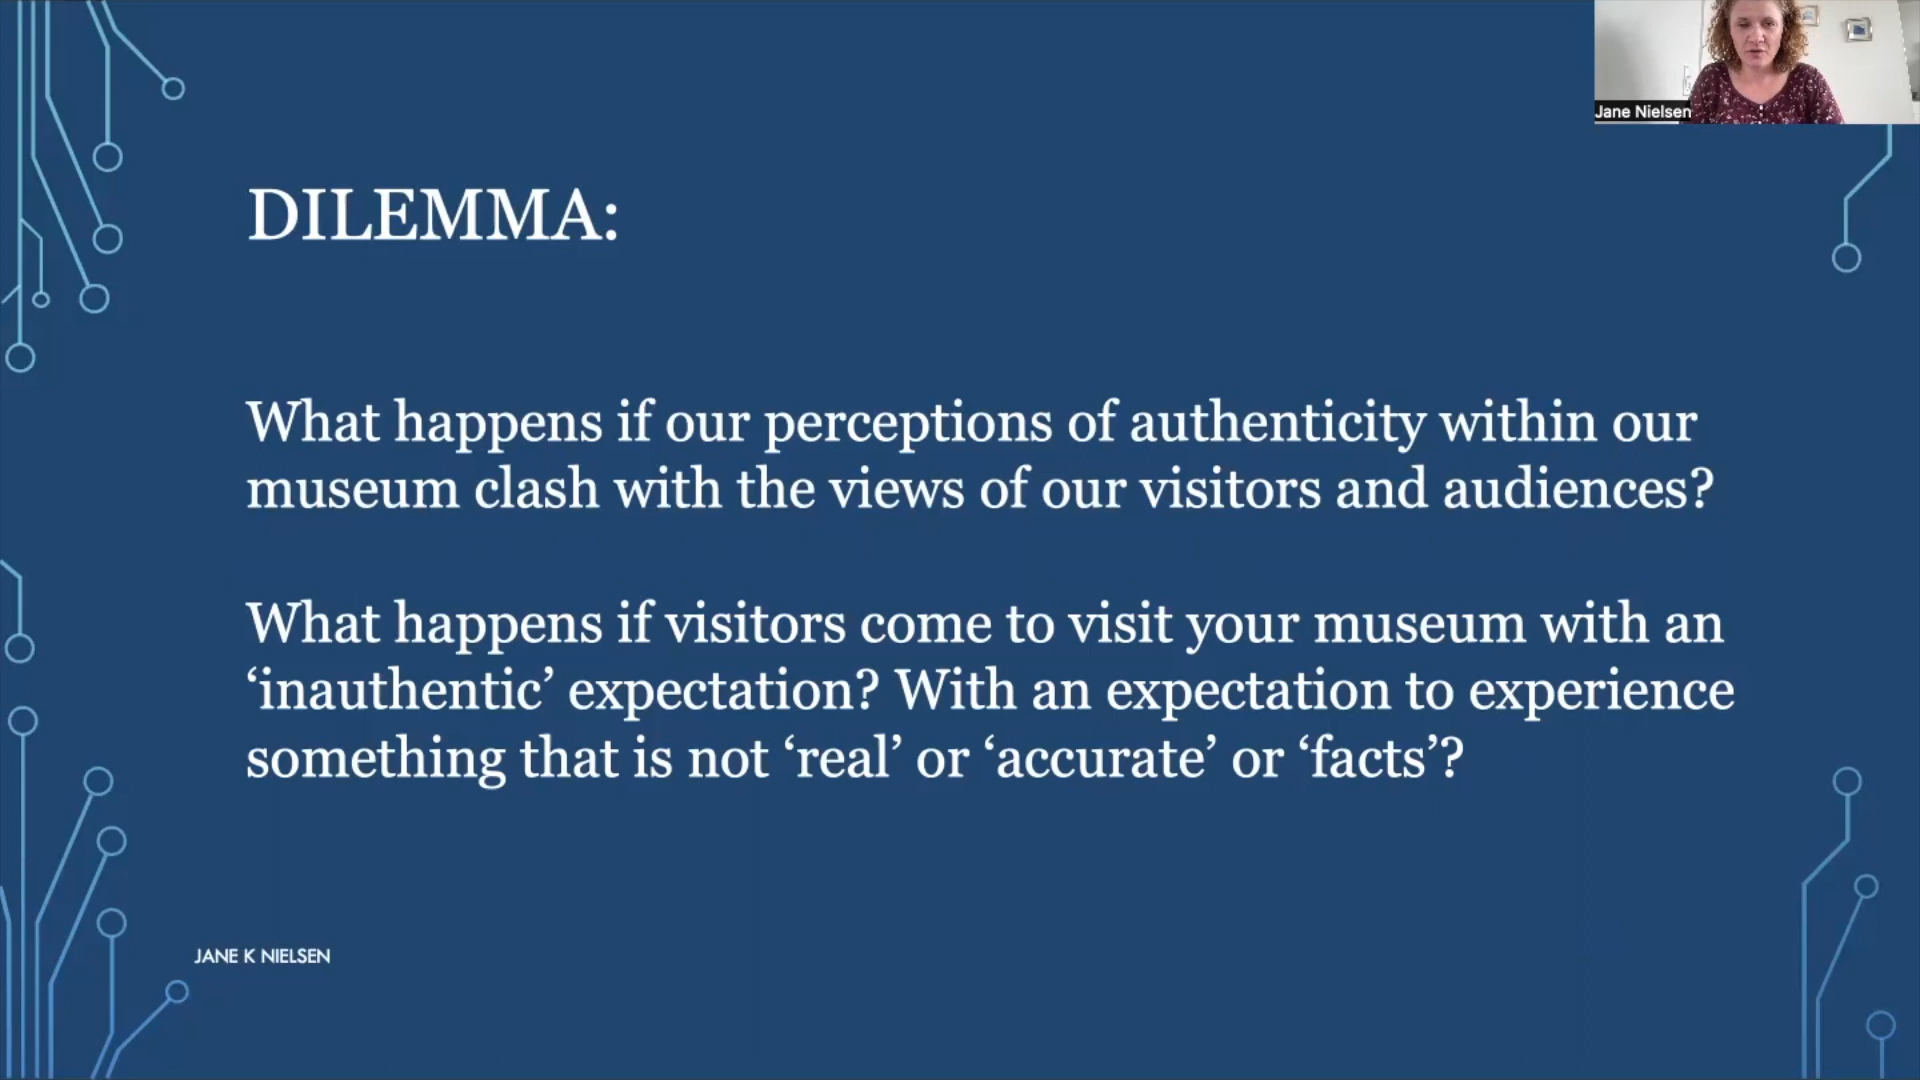 Jane Nielsen
DILEMMA:
What happens if our perceptions of authenticity within our
museum clash with the views of our visitors and audiences?
What happens if visitors come to visit your museum with an
‘inauthentic’ expectation? With an expectation to experience
something that is not ‘real’ or ‘accurate’ or ‘facts’?
JANE K NIELSEN